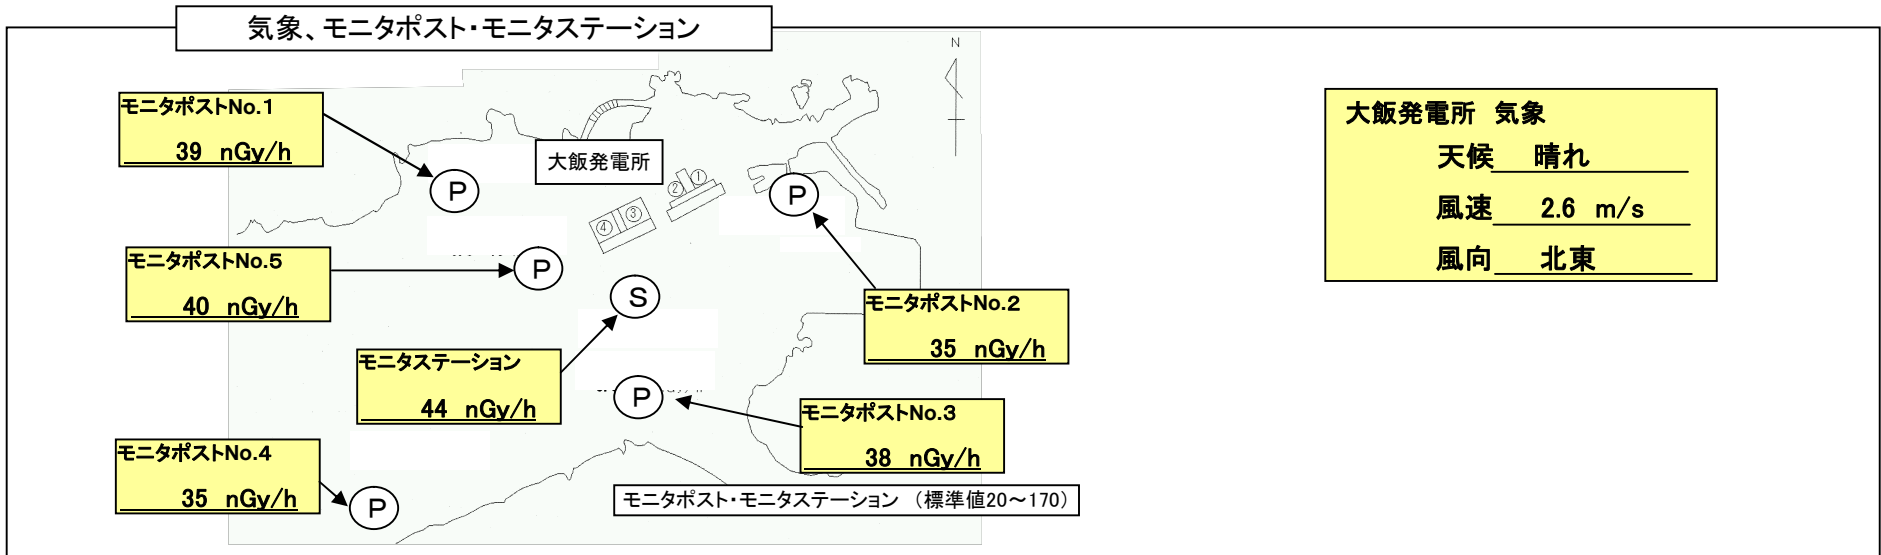 気象、モニタポスト・モニタステーション
N
モニタポストNo.1
39 nGy/h
大飯発電所 気象
天候 晴れ
風速 2.6 m/s
風向 北東
大飯発電所
P
P
①
②
③
④
モニタポストNo.5
40 nGy/h
P
S
モニタポストNo.2
35 nGy/h
モニタステーション
44 nGy/h
P
モニタポストNo.3
38 nGy/h
モニタポストNo.4
35 nGy/h
P
モニタポスト・モニタステーション (標準値20~170)